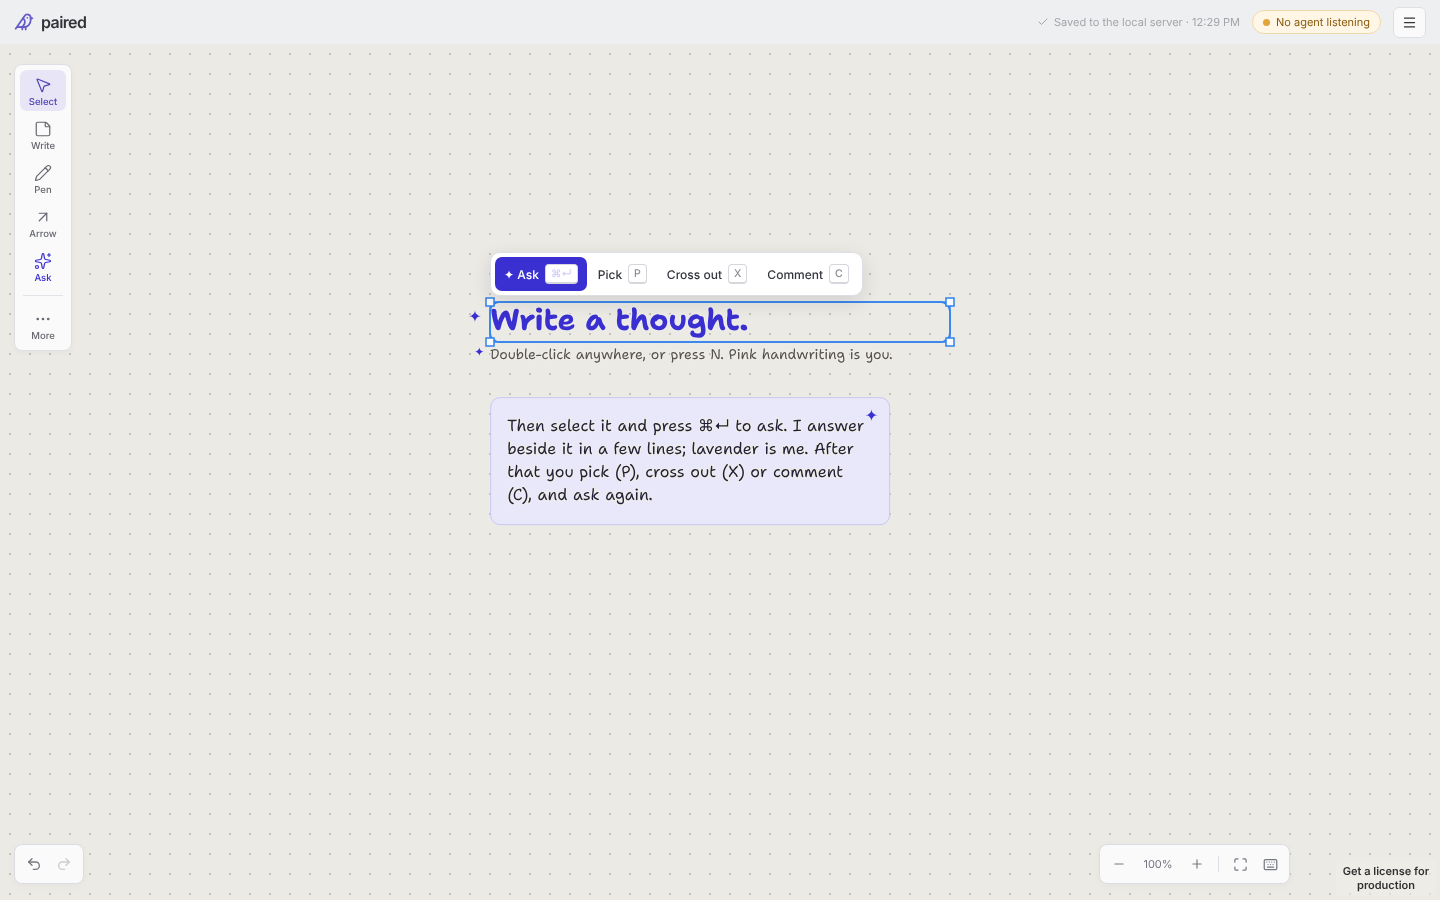 paired
Saved to the local server · 12:29 PM
No agent listening
Select
Write
Pen
Arrow
Ask
More
✦ Ask ⌘↵ Pick P Cross out X Comment C
Write a thought.
Double-click anywhere, or press N. Pink handwriting is you.
Then select it and press ⌘↵ to ask. I answer
beside it in a few lines; lavender is me. After
that you pick (P), cross out (X) or comment
(C), and ask again.
100%
Get a license for
production